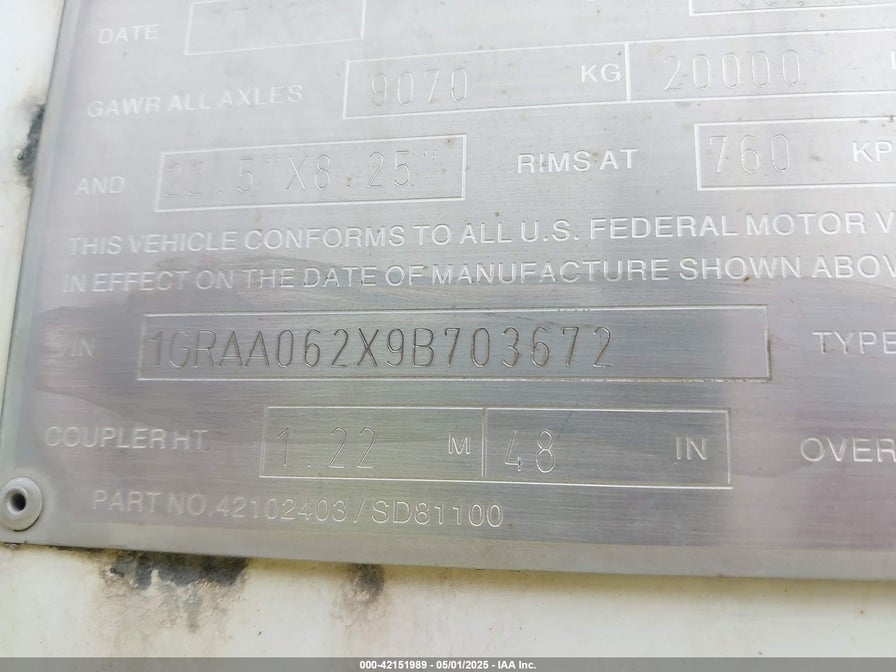 DATE
GAWR ALL AXLES 9070 KG 20000
AND 22.5"X8.25" RIMS AT 760 KP
THIS VEHICLE CONFORMS TO ALL U.S. FEDERAL MOTOR V
IN EFFECT ON THE DATE OF MANUFACTURE SHOWN ABOV
VIN 1GRAA062X9B703672 TYPE
COUPLER HT. 1.22 M 48 IN OVER
PART NO.42102403/SD81100
000-42151989 - 05/01/2025 - IAA Inc.